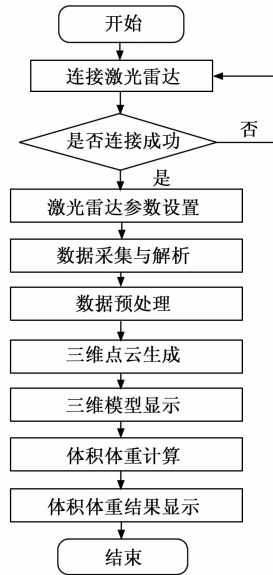 开始
连接激光雷达
是否连接成功
否
是
激光雷达参数设置
数据采集与解析
数据预处理
三维点云生成
三维模型显示
体积体重计算
体积体重结果显示
结束